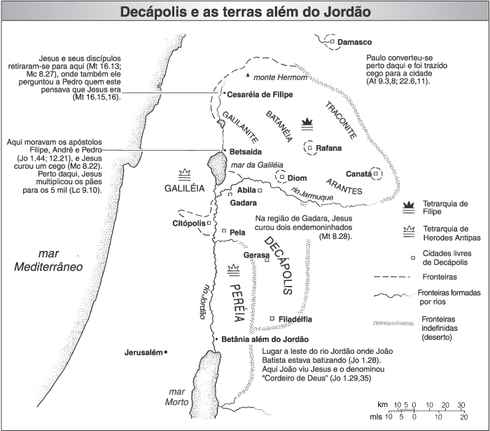 Decápolis e as terras além do Jordão
Damasco
Jesus e seus discípulos
retiraram-se para aqui (Mt 16.13;
Mc 8.27), onde também ele
perguntou a Pedro quem este
pensava que Jesus era
(Mt 16.15,16).
Paulo converteu-se
perto daqui e foi trazido
cego para a cidade
(At 9.3,8; 22.6,11).
monte Hermom
Cesaréia de Filipe
GAULANITE
BATANÉIA
TRACONITE
Aqui moravam os apóstolos
Filipe, André e Pedro
(Jo 1.44; 12.21), e Jesus
curou um cego (Mc 8.22).
Perto daqui, Jesus
multiplicou os pães
para os 5 mil (Lc 9.10).
Rafana
Betsaida
mar da Galiléia
Canatá
Diom
GALILÉIA
ARANTES
rio Jarmuque
Abila
Gadara
Citópolis
Na região de Gadara, Jesus
curou dois endemoninhados
(Mt 8.28).
Pela
mar
Mediterrâneo
DECÁPOLIS
Gerasa
PERÉIA
rio Jordão
Filadélfia
Betânia além do Jordão
Jerusalém
Lugar a leste do rio Jordão onde João
Batista estava batizando (Jo 1.28).
Aqui João viu Jesus e o denominou
"Cordeiro de Deus" (Jo 1.29,35)
mar
Morto
Tetrarquia de
Filipe
Tetrarquia de
Herodes Antipas
Cidades livres
de Decápolis
Fronteiras
Fronteiras formadas
por rios
Fronteiras
indefinidas
(deserto)
km 10 5 0 10 20
mls 10 5 0 10 20